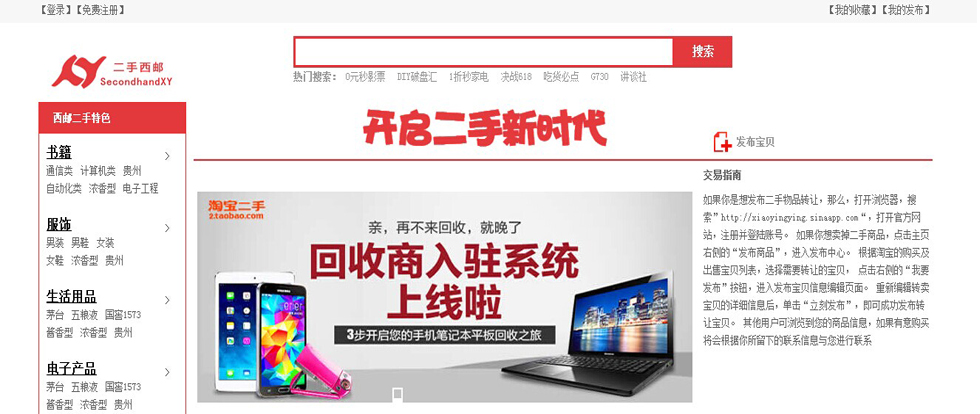 【登录】【免费注册】
【我的收藏】【我的发布】
二手西邮
SecondhandXY
搜索
热门搜索: 0元秒影票 DIY破盘汇 1折秒家电 决战618 吃货必点 G730 讲谈社
西邮二手特色
开启二手新时代
发布宝贝
书籍
通信类 计算机类 贵州
自动化类 浓香型 电子工程
服饰
男装 男鞋 女装
女鞋 浓香型 贵州
生活用品
茅台 五粮液 国窖1573
酱香型 浓香型 贵州
电子产品
茅台 五粮液 国窖1573
酱香型 浓香型 贵州
淘宝二手
2.taobao.com
亲，再不来回收，就晚了
回收商入驻系统
上线啦
3步开启您的手机笔记本平板回收之旅
交易指南
如果你是想发布二手物品转让，那么，打开浏览器，搜
索”http://xiaoyingying.sinaapp.com“，打开官方网
站，注册并登陆账号。 如果你想卖掉二手商品，点击主页
右侧的“发布商品”，进入发布中心。 根据淘宝的购买及
出售宝贝列表，选择需要转让的宝贝， 点击右侧的“我要
发布”按钮，进入发布宝贝信息编辑页面。 重新编辑转卖
宝贝的详细信息后，单击“立刻发布”，即可成功发布转
让宝贝。 其他用户可浏览到您的商品信息，如果有意购买
将会根据你所留下的联系信息与您进行联系